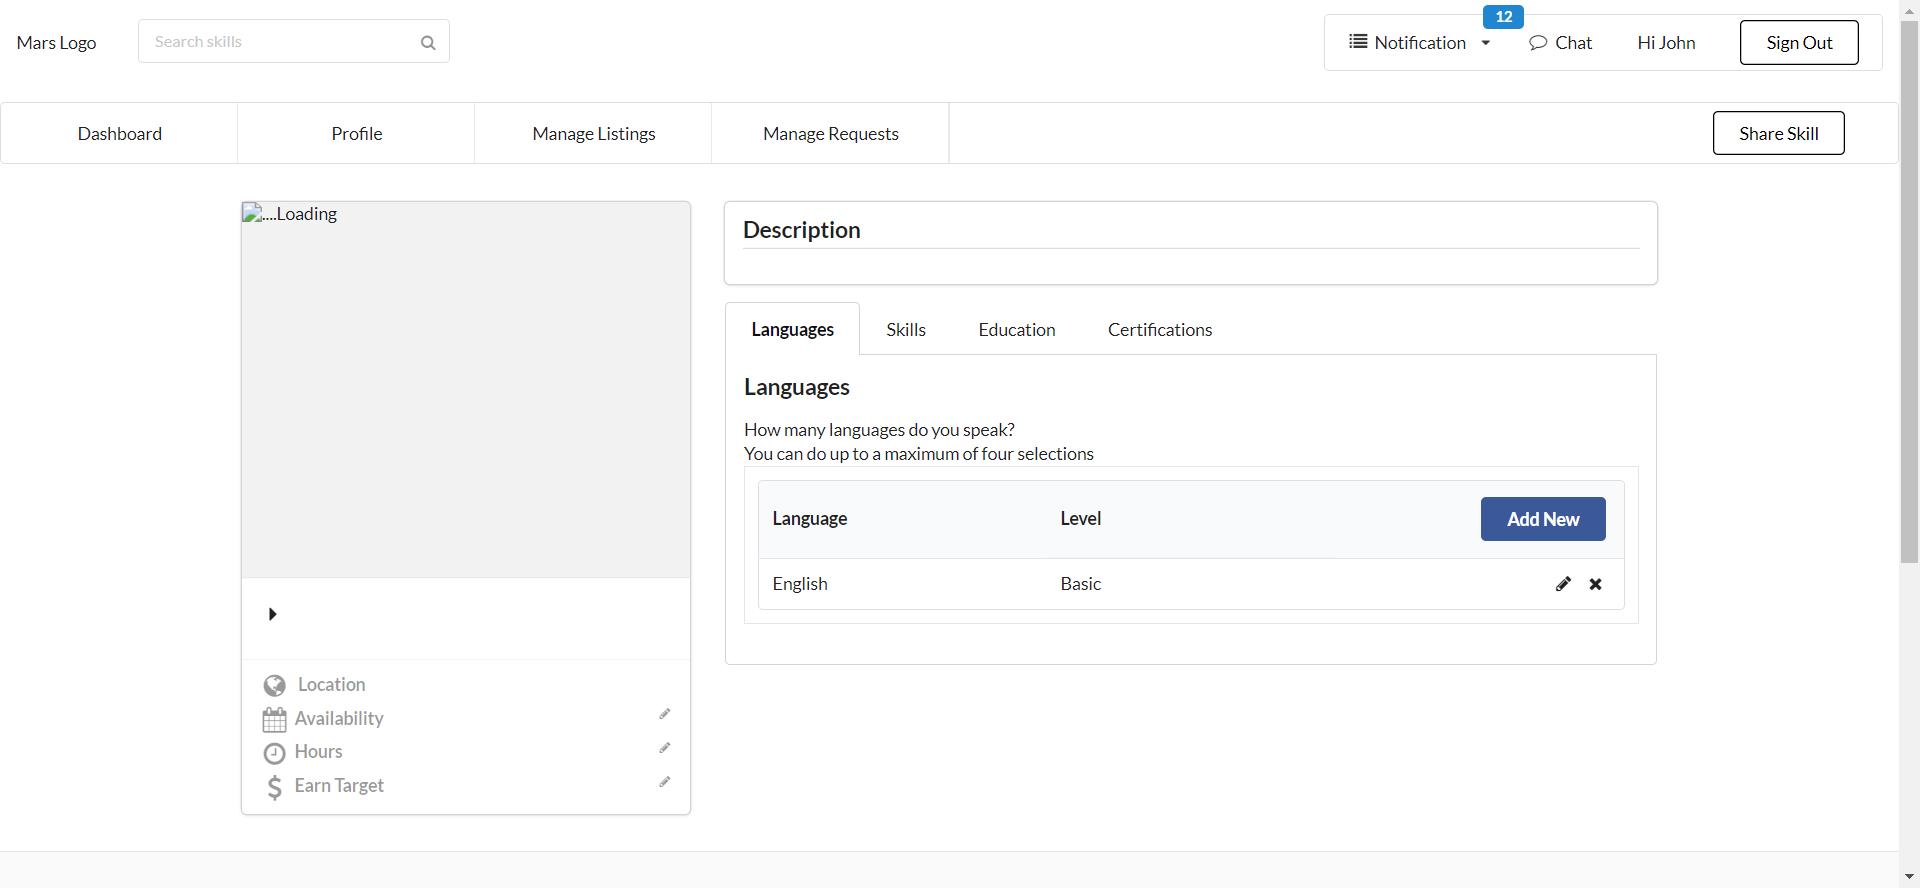 Mars Logo
Search skills
12
Notification
Chat
Hi John
Sign Out
Dashboard
Profile
Manage Listings
Manage Requests
Share Skill
....Loading
Location
Availability
Hours
Earn Target
Description
Languages
Skills
Education
Certifications
Languages
How many languages do you speak?
You can do up to a maximum of four selections
Language
Level
Add New
English
Basic